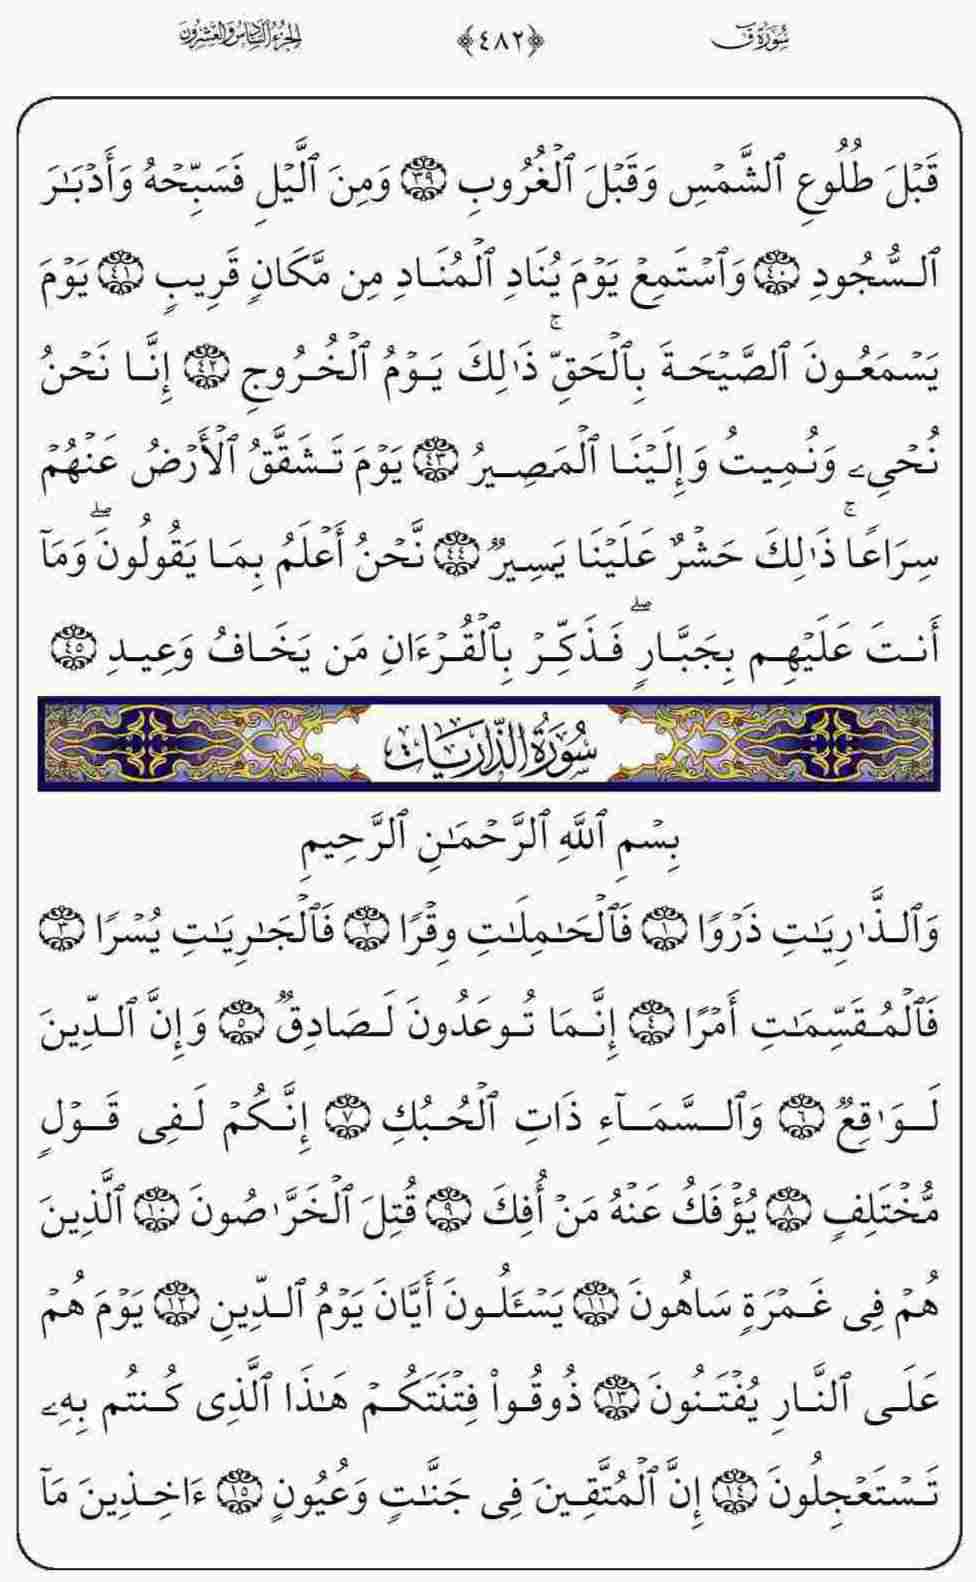 سُورَةُ ق ﴿٤٨٢﴾ الجُزْءُ السَّادِسُ وَالعِشْرُونَ
قَبْلَ طُلُوعِ ٱلشَّمْسِ وَقَبْلَ ٱلْغُرُوبِ ٣٩ وَمِنَ ٱلَّيْلِ فَسَبِّحْهُ وَأَدْبَـٰرَ
ٱلسُّجُودِ ٤٠ وَٱسْتَمِعْ يَوْمَ يُنَادِ ٱلْمُنَادِ مِن مَّكَانٍ قَرِيبٍ ٤١ يَوْمَ
يَسْمَعُونَ ٱلصَّيْحَةَ بِٱلْحَقِّ ۚ ذَٰلِكَ يَوْمُ ٱلْخُرُوجِ ٤٢ إِنَّا نَحْنُ
نُحْىِۦ وَنُمِيتُ وَإِلَيْنَا ٱلْمَصِيرُ ٤٣ يَوْمَ تَشَقَّقُ ٱلْأَرْضُ عَنْهُمْ
سِرَاعًا ۚ ذَٰلِكَ حَشْرٌ عَلَيْنَا يَسِيرٌ ٤٤ نَّحْنُ أَعْلَمُ بِمَا يَقُولُونَ ۖ وَمَآ
أَنتَ عَلَيْهِم بِجَبَّارٍ ۖ فَذَكِّرْ بِٱلْقُرْءَانِ مَن يَخَافُ وَعِيدِ ٤٥
سُورَةُ الذَّارِيَاتِ
بِسْمِ ٱللَّهِ ٱلرَّحْمَـٰنِ ٱلرَّحِيمِ
وَٱلذَّٰرِيَـٰتِ ذَرْوًا ١ فَٱلْحَـٰمِلَـٰتِ وِقْرًا ٢ فَٱلْجَـٰرِيَـٰتِ يُسْرًا ٣
فَٱلْمُقَسِّمَـٰتِ أَمْرًا ٤ إِنَّمَا تُوعَدُونَ لَصَادِقٌ ٥ وَإِنَّ ٱلدِّينَ
لَوَٰقِعٌ ٦ وَٱلسَّمَآءِ ذَاتِ ٱلْحُبُكِ ٧ إِنَّكُمْ لَفِى قَوْلٍ
مُّخْتَلِفٍ ٨ يُؤْفَكُ عَنْهُ مَنْ أُفِكَ ٩ قُتِلَ ٱلْخَرَّٰصُونَ ١٠ ٱلَّذِينَ
هُمْ فِى غَمْرَةٍ سَاهُونَ ١١ يَسْـَٔلُونَ أَيَّانَ يَوْمُ ٱلدِّينِ ١٢ يَوْمَ هُمْ
عَلَى ٱلنَّارِ يُفْتَنُونَ ١٣ ذُوقُوا۟ فِتْنَتَكُمْ هَـٰذَا ٱلَّذِى كُنتُم بِهِۦ
تَسْتَعْجِلُونَ ١٤ إِنَّ ٱلْمُتَّقِينَ فِى جَنَّـٰتٍ وَعُيُونٍ ١٥ ءَاخِذِينَ مَآ